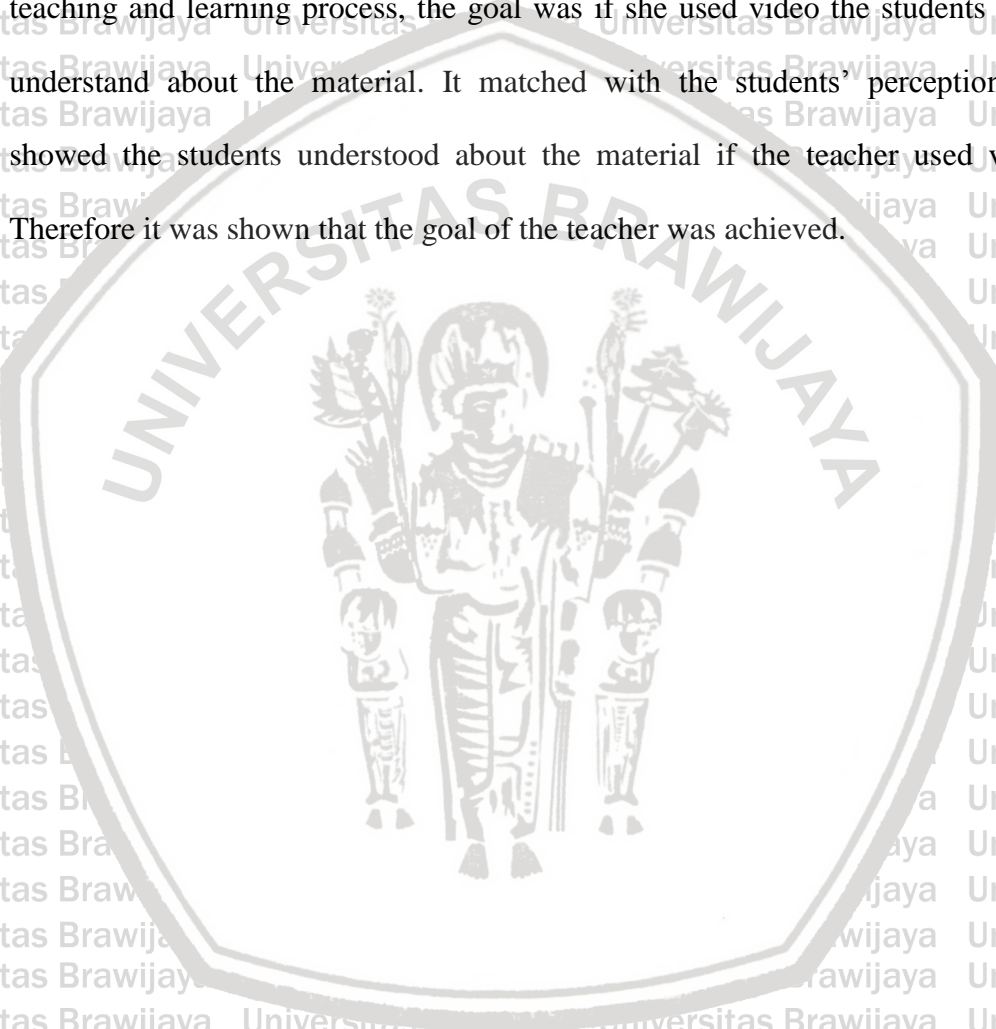 teaching and learning process, the goal was if she used video the students
understand about the material. It matched with the students’ perception
showed the students understood about the material if the teacher used
Therefore it was shown that the goal of the teacher was achieved.
UNIVERSITAS BRAWIJAYA